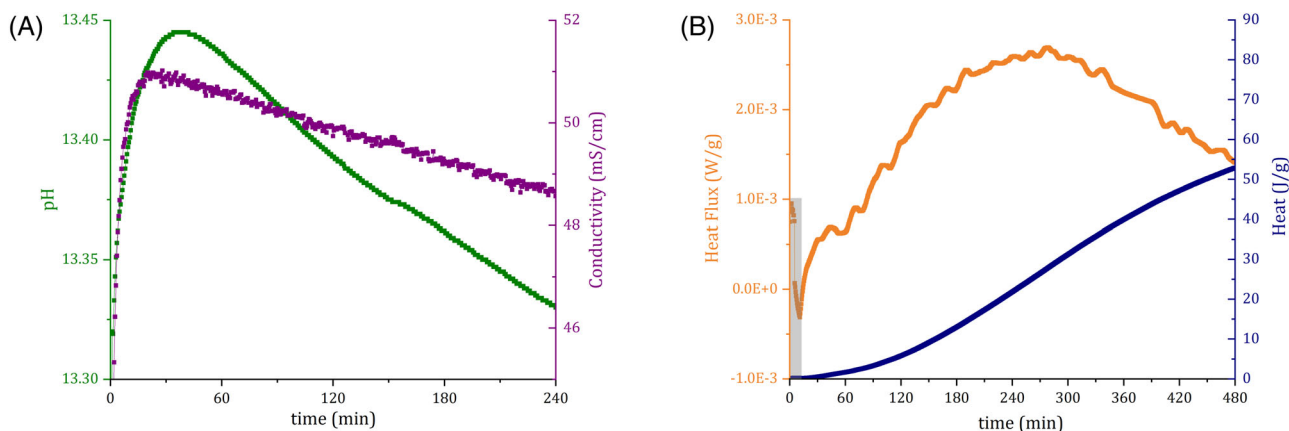 (A)
13.45
13.40
13.35
13.30
pH
52
50
48
46
Conductivity (mS/cm)
0
60
120
180
240
time (min)
(B)
3.0E-3
2.0E-3
1.0E-3
0.0E+0
-1.0E-3
Heat Flux (W/g)
90
80
70
60
50
40
30
20
10
0
Heat (J/g)
0
60
120
180
240
300
360
420
480
time (min)